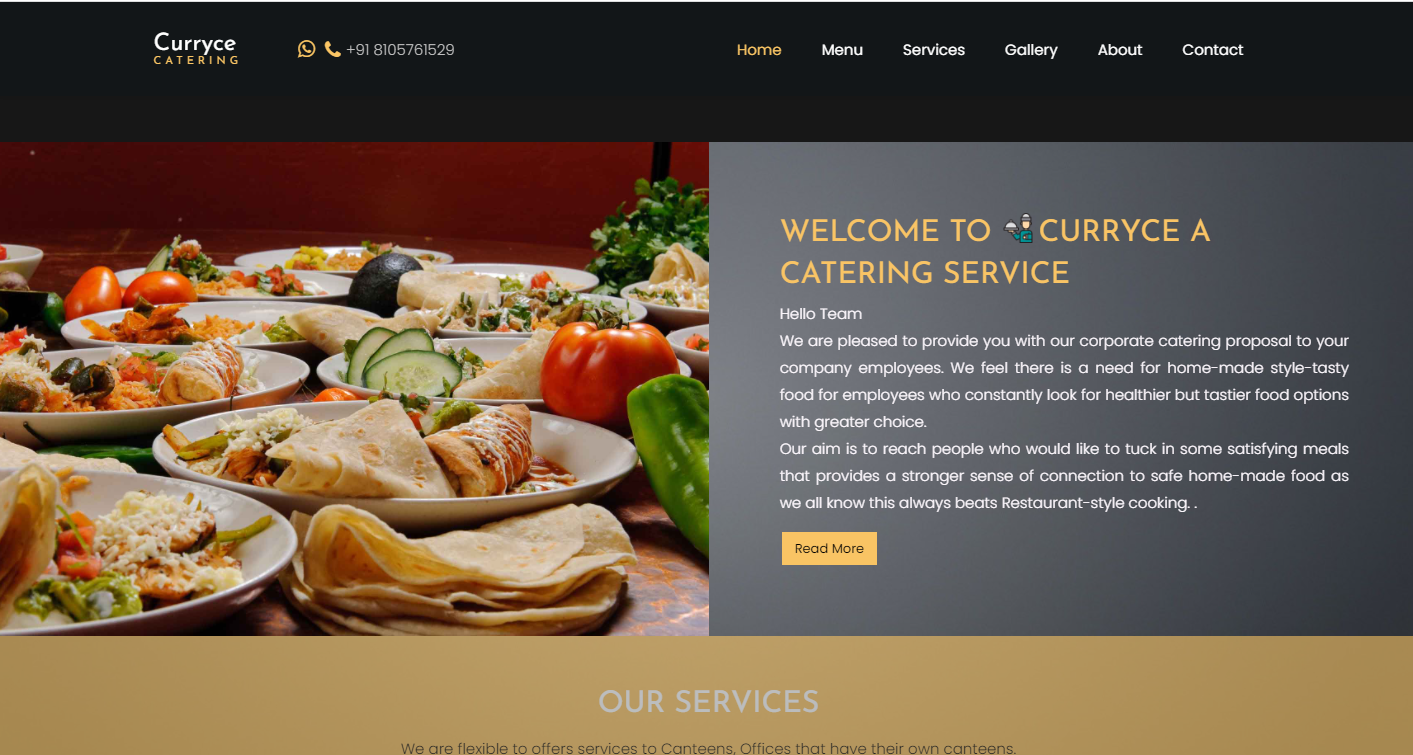 Curryce
CATERING
+91 8105761529
Home
Menu
Services
Gallery
About
Contact
WELCOME TO CURRYCE A
CATERING SERVICE
Hello Team
We are pleased to provide you with our corporate catering proposal to your
company employees. We feel there is a need for home-made style-tasty
food for employees who constantly look for healthier but tastier food options
with greater choice.
Our aim is to reach people who would like to tuck in some satisfying meals
that provides a stronger sense of connection to safe home-made food as
we all know this always beats Restaurant-style cooking. .
Read More
OUR SERVICES
We are flexible to offers services to Canteens, Offices that have their own canteens.